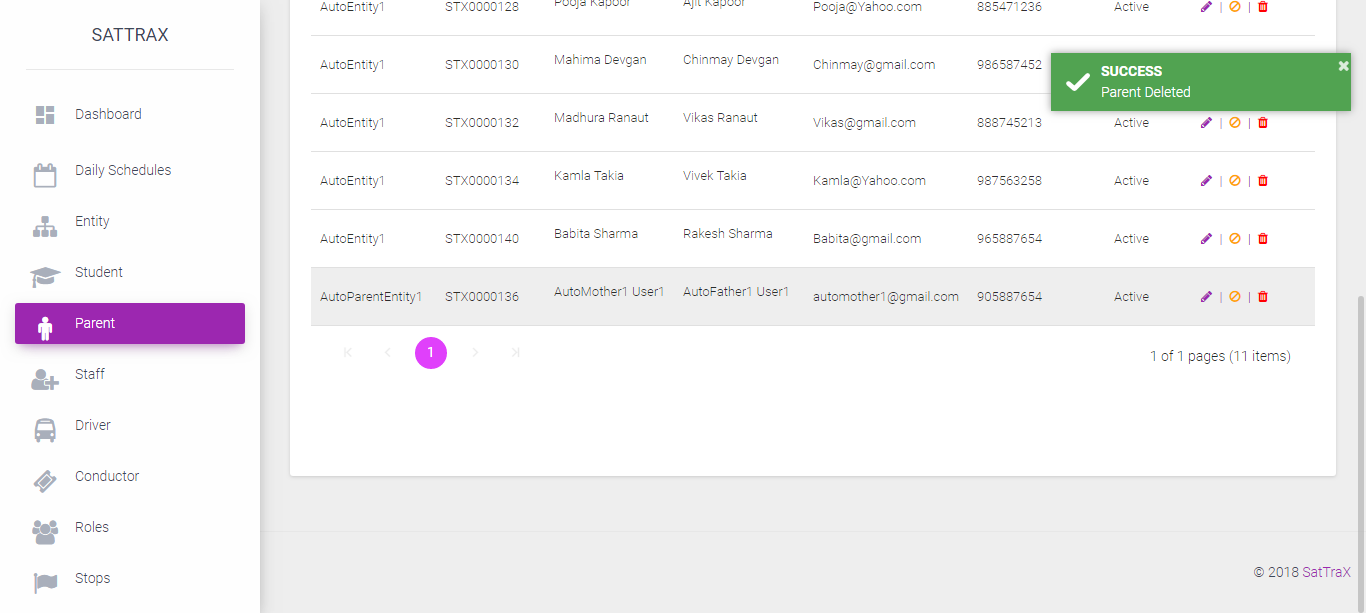 SATTRAX
Dashboard
Daily Schedules
Entity
Student
Parent
Staff
Driver
Conductor
Roles
Stops
AutoEntity1 STX0000128 Pooja Kapoor Ajit Kapoor Pooja@Yahoo.com 885471236 Active | |
AutoEntity1 STX0000130 Mahima Devgan Chinmay Devgan Chinmay@gmail.com 986587452
SUCCESS
Parent Deleted
AutoEntity1 STX0000132 Madhura Ranaut Vikas Ranaut Vikas@gmail.com 888745213 Active | |
AutoEntity1 STX0000134 Kamla Takia Vivek Takia Kamla@Yahoo.com 987563258 Active | |
AutoEntity1 STX0000140 Babita Sharma Rakesh Sharma Babita@gmail.com 965887654 Active | |
AutoParentEntity1 STX0000136 AutoMother1 User1 AutoFather1 User1 automother1@gmail.com 905887654 Active | |
1
1 of 1 pages (11 items)
© 2018 SatTraX